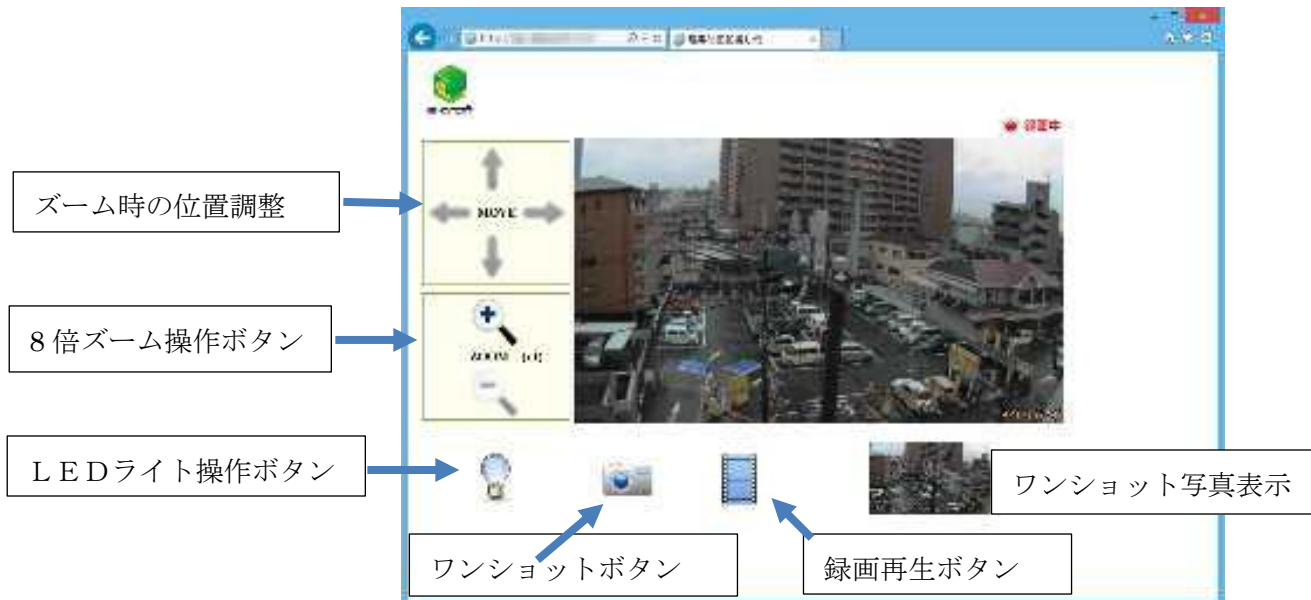 録画中
ズーム時の位置調整
MOVE
８倍ズーム操作ボタン
ＬＥＤライト操作ボタン
ワンショット写真表示
ワンショットボタン
録画再生ボタン